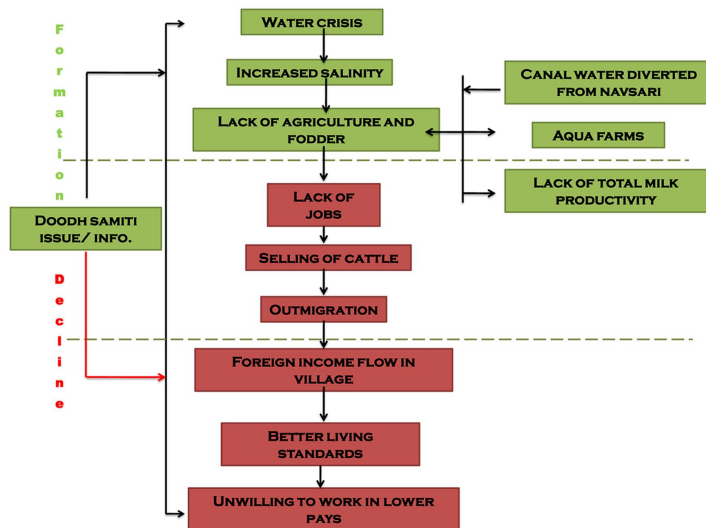 Formation
WATER CRISIS
INCREASED SALINITY
CANAL WATER DIVERTED
FROM NAVSARI
LACK OF AGRICULTURE AND
FODDER
AQUA FARMS
LACK OF TOTAL MILK
PRODUCTIVITY
LACK OF
JOBS
DOODH SAMITI
ISSUE/ INFO.
SELLING OF CATTLE
Decline
OUTMIGRATION
FOREIGN INCOME FLOW IN
VILLAGE
BETTER LIVING
STANDARDS
UNWILLING TO WORK IN LOWER
PAYS